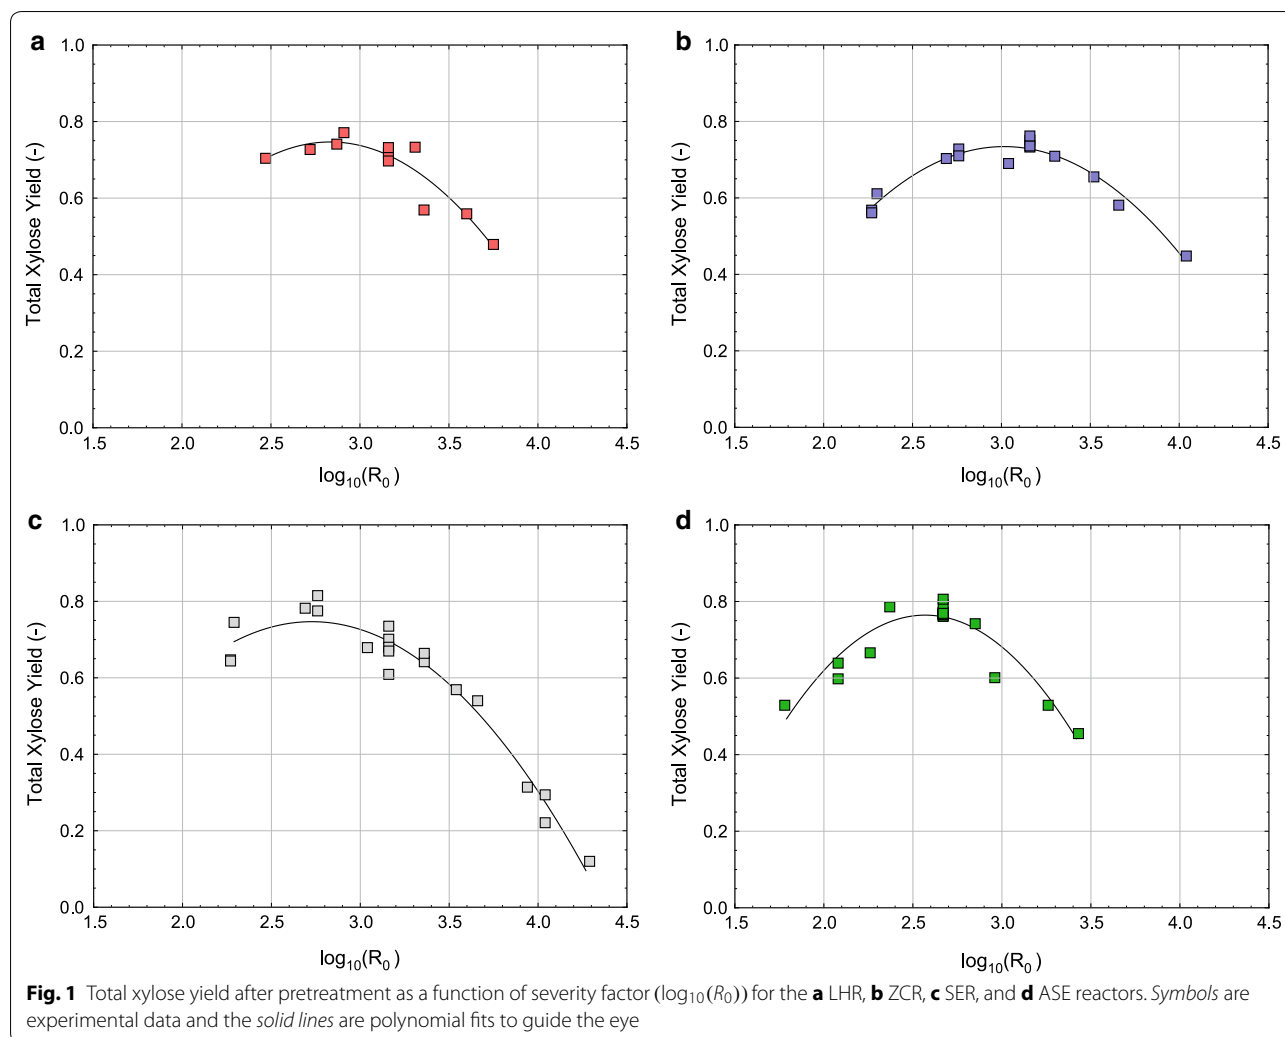 a
1.0
0.8
0.6
0.4
0.2
0.0
Total Xylose Yield (-)
1.5 2.0 2.5 3.0 3.5 4.0 4.5
log10(R0)
b
1.0
0.8
0.6
0.4
0.2
0.0
Total Xylose Yield (-)
1.5 2.0 2.5 3.0 3.5 4.0 4.5
log10(R0)
c
1.0
0.8
0.6
0.4
0.2
0.0
Total Xylose Yield (-)
1.5 2.0 2.5 3.0 3.5 4.0 4.5
log10(R0)
d
1.0
0.8
0.6
0.4
0.2
0.0
Total Xylose Yield (-)
1.5 2.0 2.5 3.0 3.5 4.0 4.5
log10(R0)
Fig. 1 Total xylose yield after pretreatment as a function of severity factor (log10(R0)) for the a LHR, b ZCR, c SER, and d ASE reactors. Symbols are
experimental data and the solid lines are polynomial fits to guide the eye